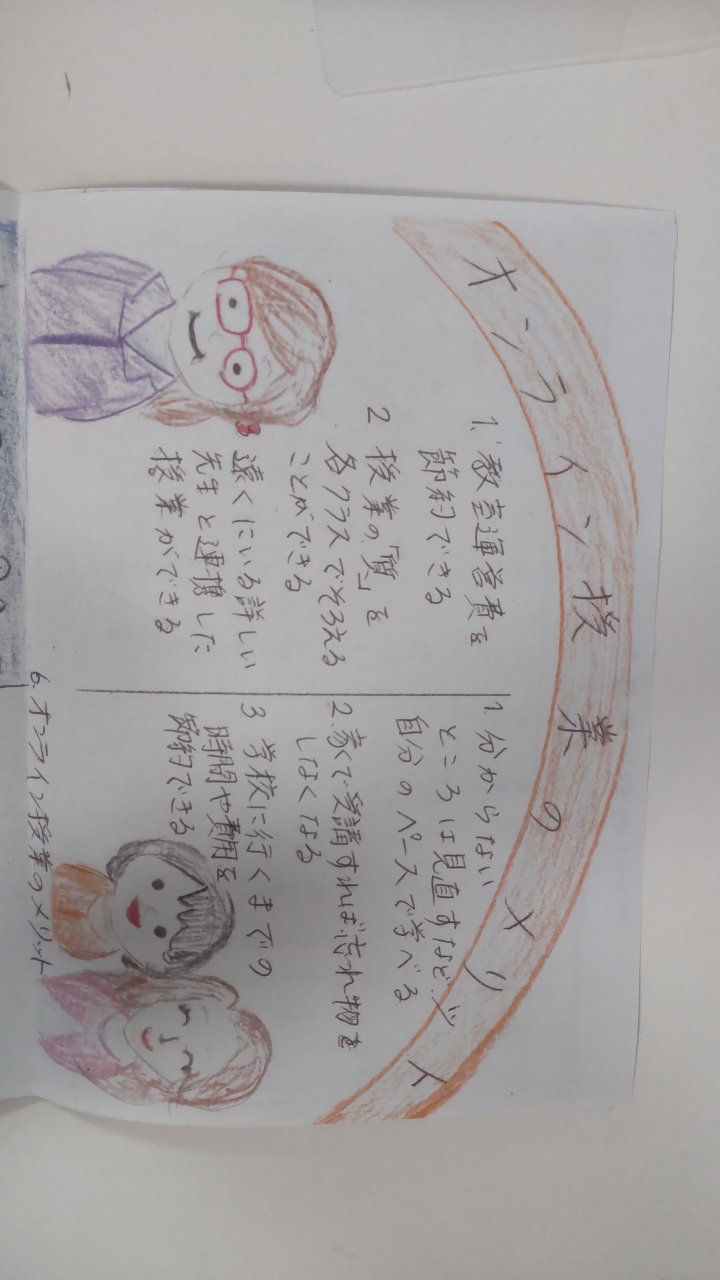 オンライン授業のメリット
1. 教室運営費を
節約できる
2 授業の「質」を
各クラスでそろえる
ことができる
3 遠くにいる詳しい
先生と連携した
授業ができる
1. 分からない
ところは見直すなど、
自分のペースで学べる
2. 家で受講すれば忘れ物を
しなくなる
3 学校に行くまでの
時間や費用を
節約できる
6. オンライン授業のメリット